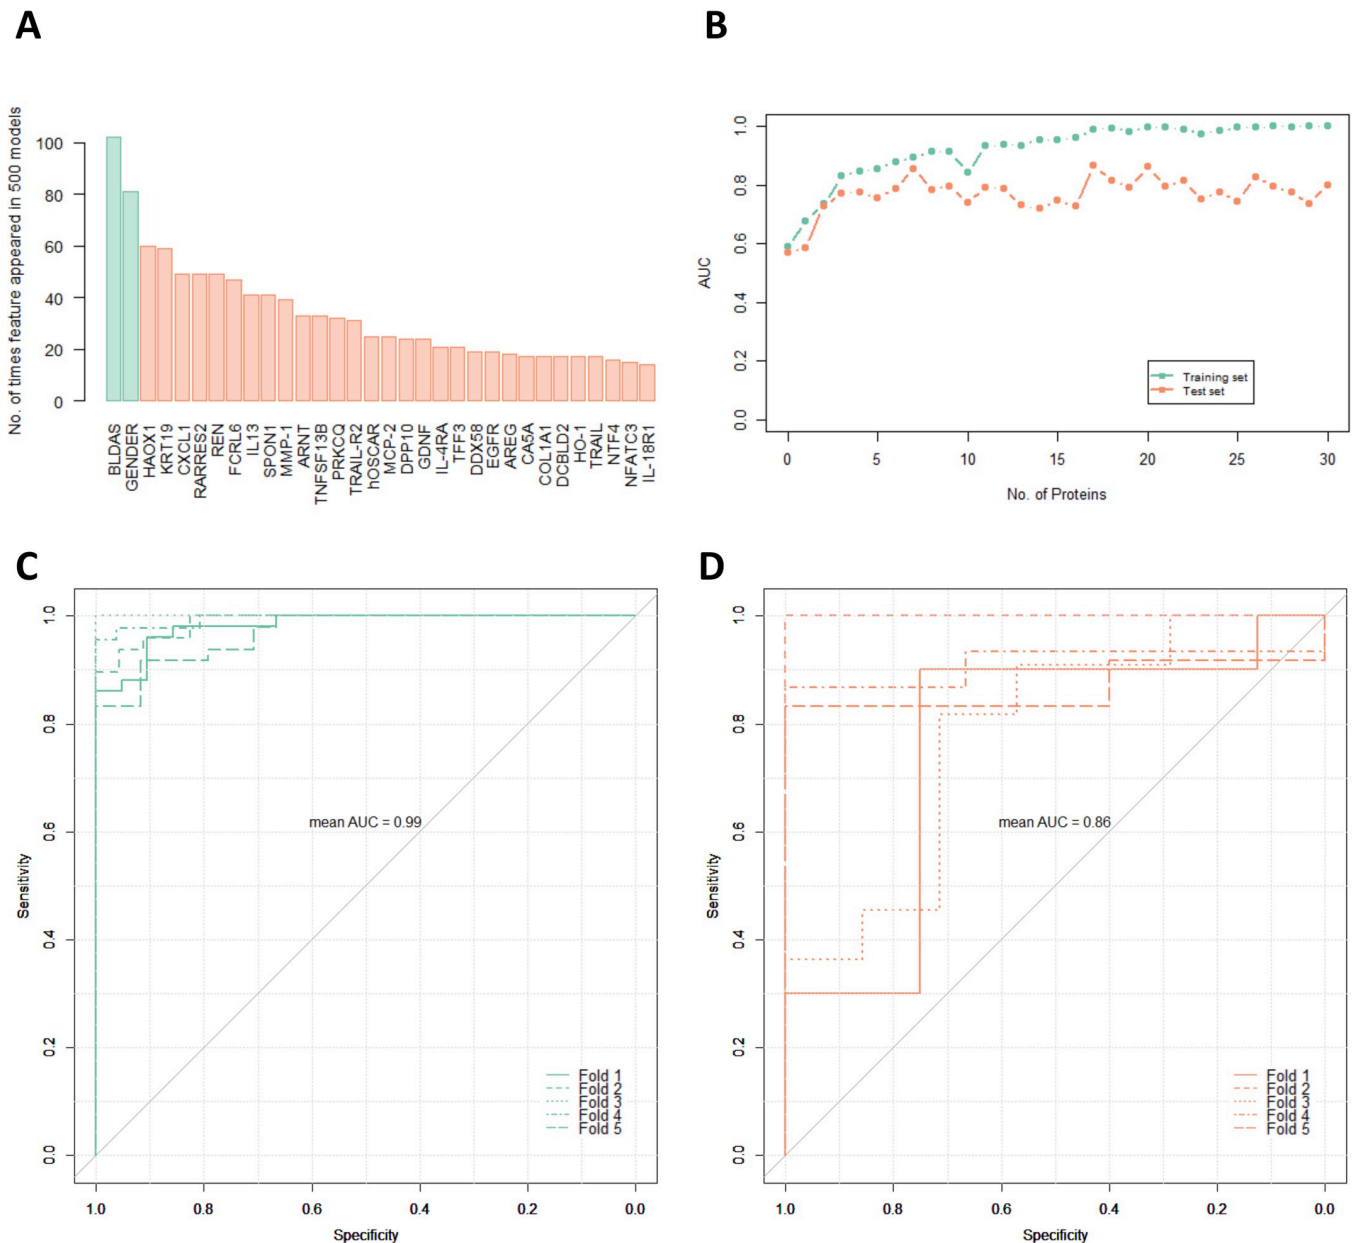 A
No. of times feature appeared in 500 models
100
80
60
40
20
0
BLDAS
GENDER
HAOX1
KRT19
CXCL1
RARRES2
REN
FCRL6
IL13
SPON1
MMP-1
ARNT
TNFSF13B
PRKCQ
TRAIL-R2
hOSCAR
MCP-2
DPP10
GDNF
IL-4RA
TFF3
DDX58
EGFR
AREG
CA5A
COL1A1
DCBLD2
HO-1
TRAIL
NTF4
NFATC3
IL-18R1
B
AUC
1.0
0.8
0.6
0.4
0.2
0.0
Training set
Test set
0 5 10 15 20 25 30
No. of Proteins
C
Sensitivity
1.0
0.8
0.6
0.4
0.2
0.0
mean AUC = 0.99
Fold 1
Fold 2
Fold 3
Fold 4
Fold 5
1.0 0.8 0.6 0.4 0.2 0.0
Specificity
D
Sensitivity
1.0
0.8
0.6
0.4
0.2
0.0
mean AUC = 0.86
Fold 1
Fold 2
Fold 3
Fold 4
Fold 5
1.0 0.8 0.6 0.4 0.2 0.0
Specificity